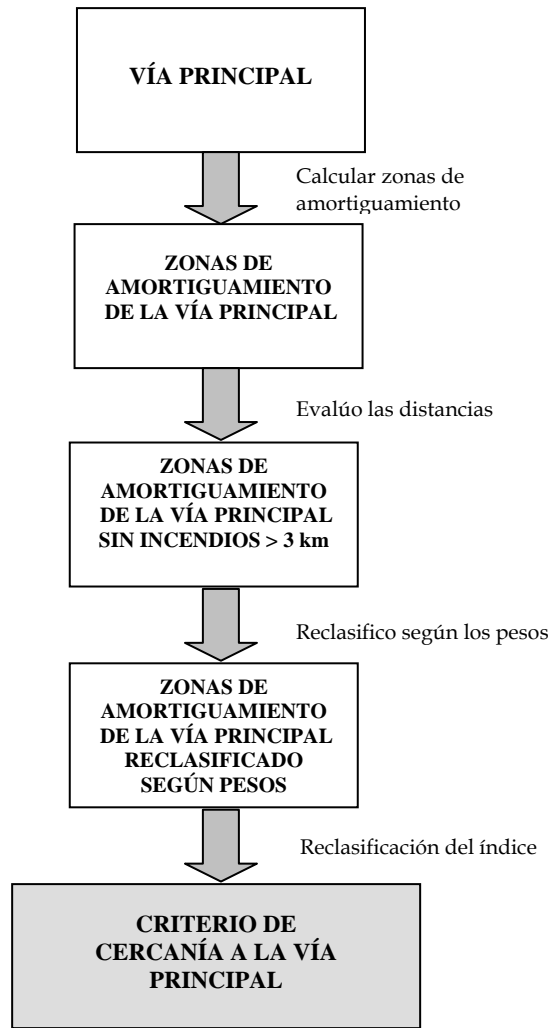 VÍA PRINCIPAL
Calcular zonas de
amortiguamiento
ZONAS DE
AMORTIGUAMIENTO
DE LA VÍA PRINCIPAL
Evalúo las distancias
ZONAS DE
AMORTIGUAMIENTO
DE LA VÍA PRINCIPAL
SIN INCENDIOS > 3 km
Reclasifico según los pesos
ZONAS DE
AMORTIGUAMIENTO
DE LA VÍA PRINCIPAL
RECLASIFICADO
SEGÚN PESOS
Reclasificación del índice
CRITERIO DE
CERCANÍA A LA VÍA
PRINCIPAL